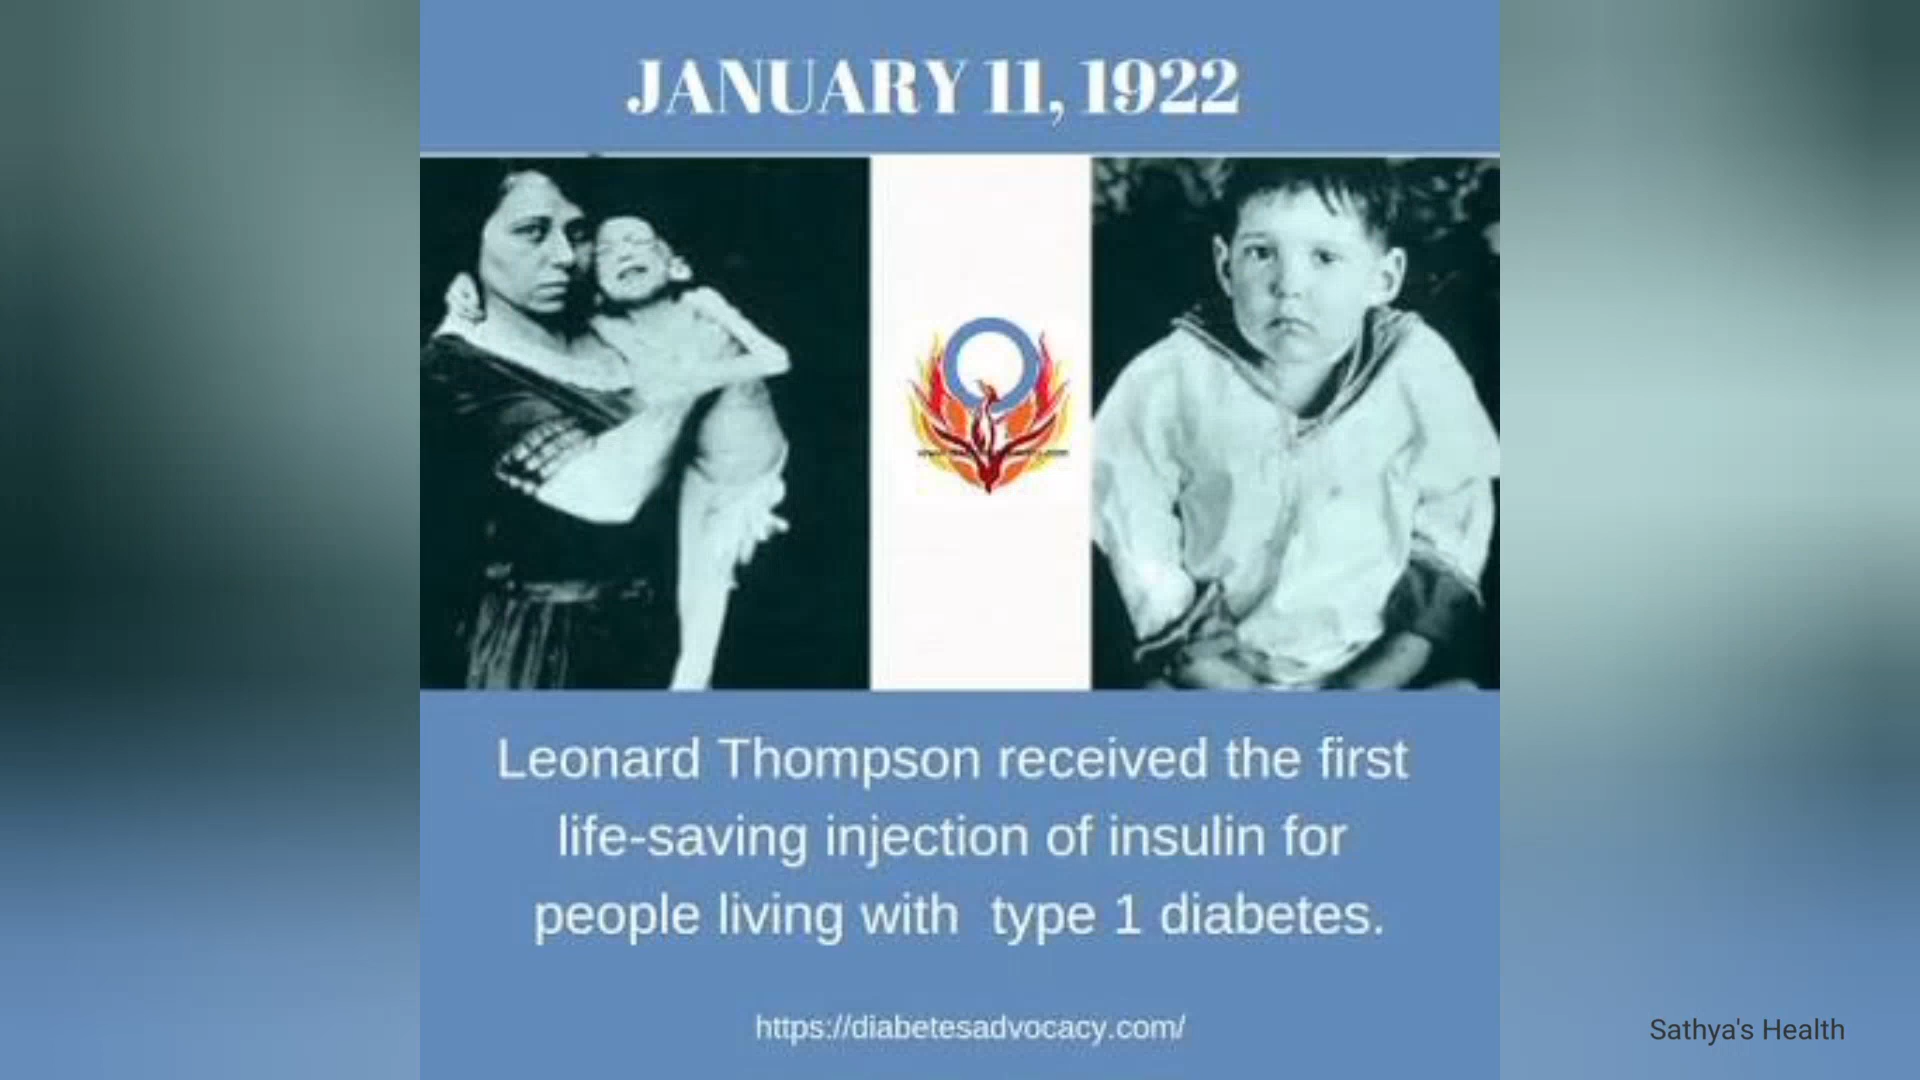 JANUARY 11, 1922
Leonard Thompson received the first
life-saving injection of insulin for
people living with type 1 diabetes.
https://diabetesadvocacy.com/
Sathya's Health